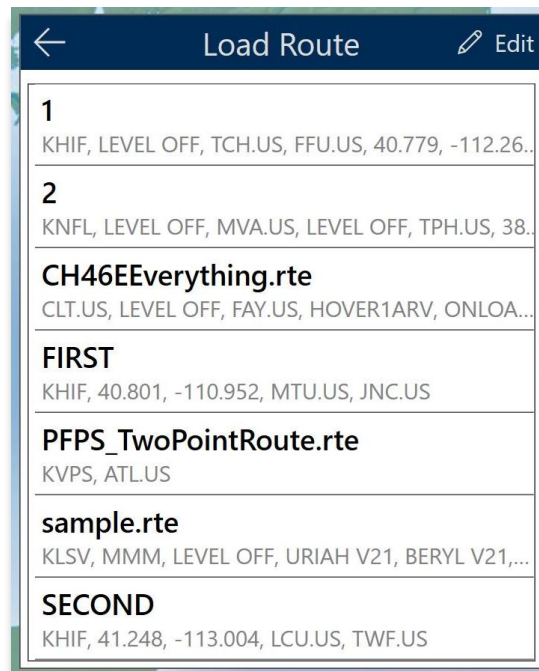 Load Route
Edit
1
KHIF, LEVEL OFF, TCH.US, FFU.US, 40.779, -112.26..
2
KNFL, LEVEL OFF, MVA.US, LEVEL OFF, TPH.US, 38..
CH46EEverything.rte
CLT.US, LEVEL OFF, FAY.US, HOVER1ARV, ONLOA...
FIRST
KHIF, 40.801, -110.952, MTU.US, JNC.US
PFPS_TwoPointRoute.rte
KVPS, ATL.US
sample.rte
KLSV, MMM, LEVEL OFF, URIAH V21, BERYL V21,...
SECOND
KHIF, 41.248, -113.004, LCU.US, TWF.US